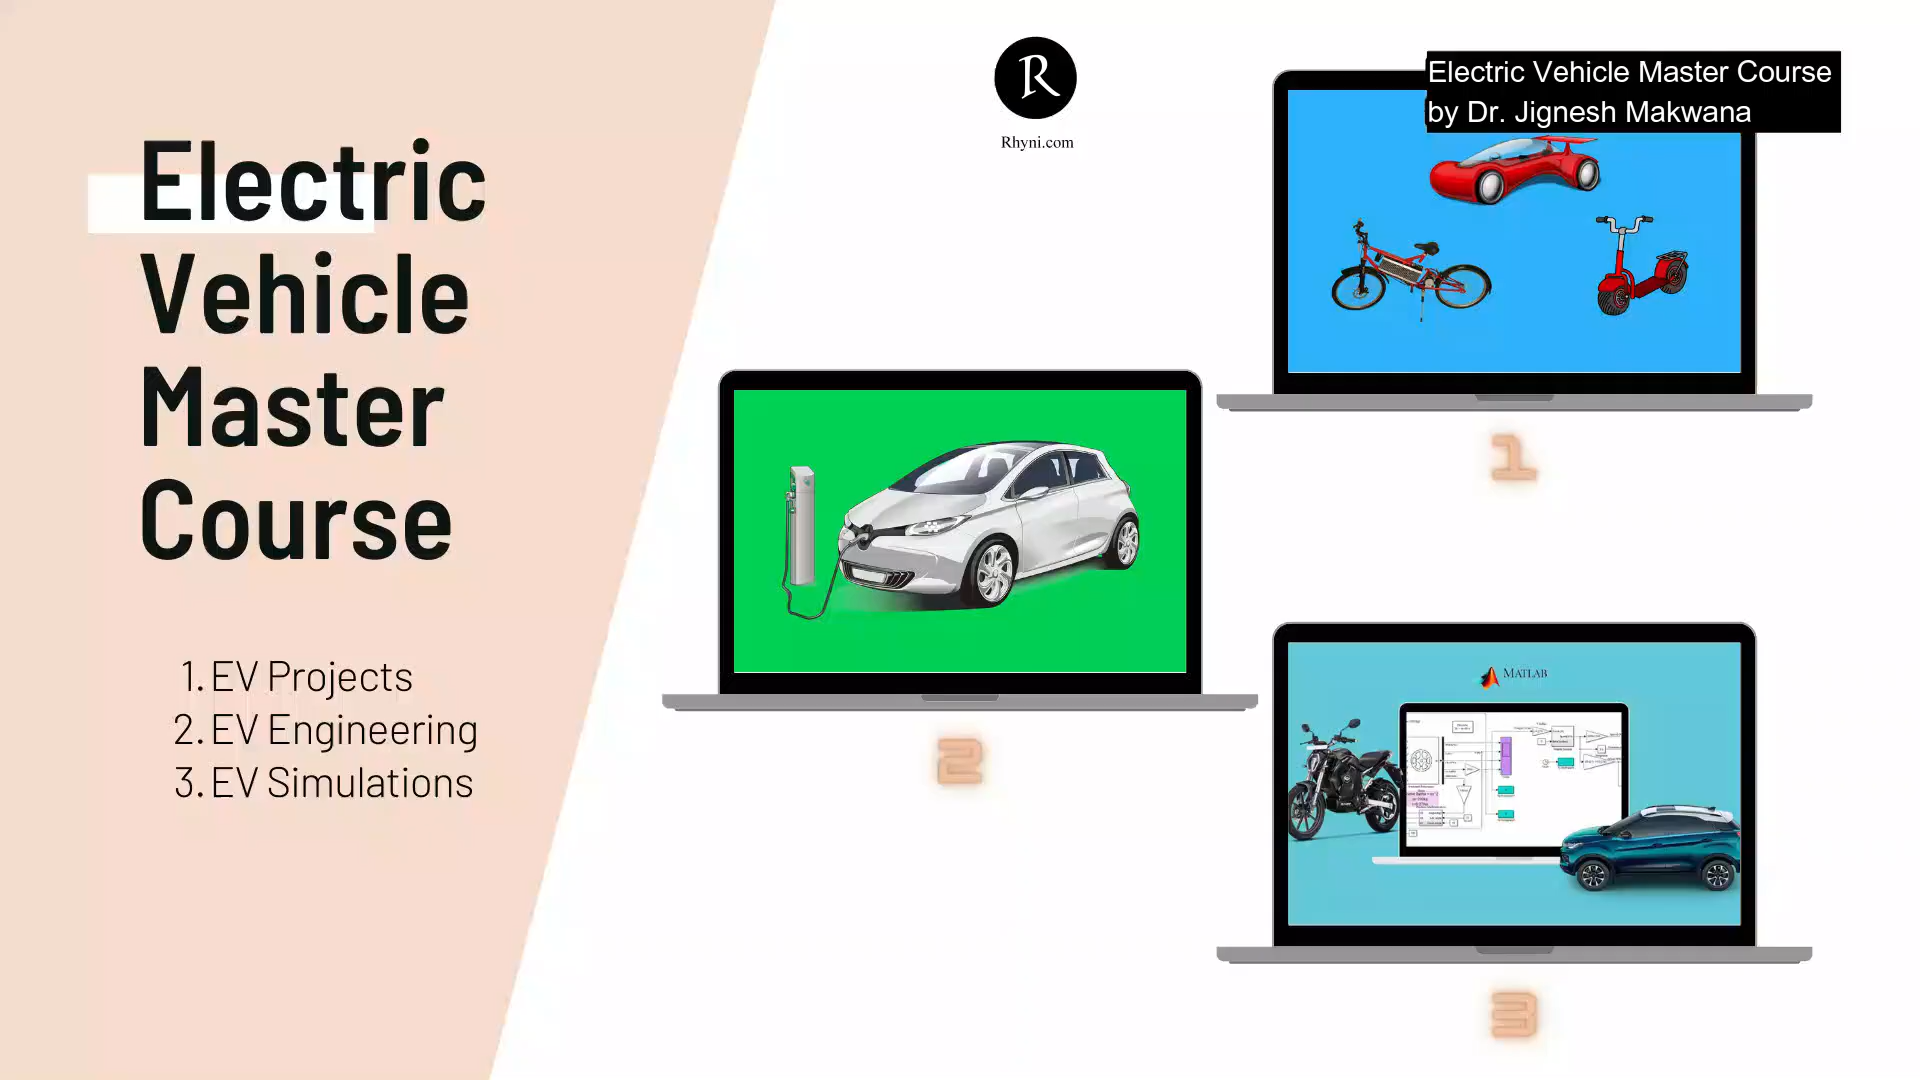 Electric
Vehicle
Master
Course
1. EV Projects
2. EV Engineering
3. EV Simulations
R
Rhyni.com
Electric Vehicle Master Course
by Dr. Jignesh Makwana
1
2
MATLAB
3